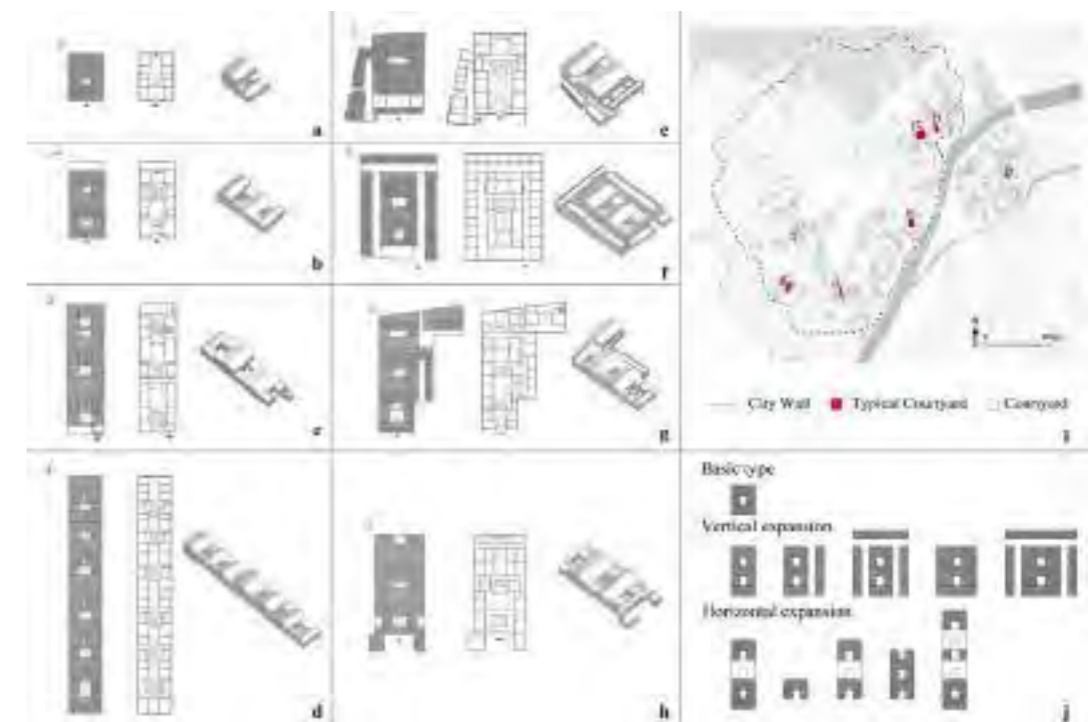 a
b
c
d
e
f
g
h
City Wall
Typical Courtyard
Courtyard
i
Basic type
Vertical expansion
Horizontal expansion
j